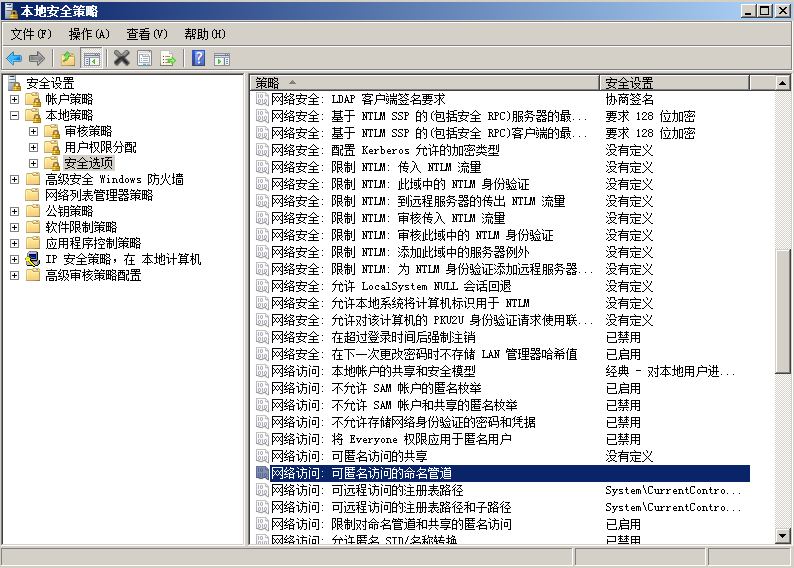 本地安全策略
文件(F) 操作(A) 查看(V) 帮助(H)
安全设置
帐户策略
本地策略
审核策略
用户权限分配
安全选项
高级安全 Windows 防火墙
网络列表管理器策略
公钥策略
软件限制策略
应用程序控制策略
IP 安全策略，在 本地计算机
高级审核策略配置
策略 安全设置
网络安全: LDAP 客户端签名要求 协商签名
网络安全: 基于 NTLM SSP 的(包括安全 RPC)服务器的最... 要求 128 位加密
网络安全: 基于 NTLM SSP 的(包括安全 RPC)客户端的最... 要求 128 位加密
网络安全: 配置 Kerberos 允许的加密类型 没有定义
网络安全: 限制 NTLM: 传入 NTLM 流量 没有定义
网络安全: 限制 NTLM: 此域中的 NTLM 身份验证 没有定义
网络安全: 限制 NTLM: 到远程服务器的传出 NTLM 流量 没有定义
网络安全: 限制 NTLM: 审核传入 NTLM 流量 没有定义
网络安全: 限制 NTLM: 审核此域中的 NTLM 身份验证 没有定义
网络安全: 限制 NTLM: 添加此域中的服务器例外 没有定义
网络安全: 限制 NTLM: 为 NTLM 身份验证添加远程服务器... 没有定义
网络安全: 允许 LocalSystem NULL 会话回退 没有定义
网络安全: 允许本地系统将计算机标识用于 NTLM 没有定义
网络安全: 允许对该计算机的 PKU2U 身份验证请求使用联... 没有定义
网络安全: 在超过登录时间后强制注销 已禁用
网络安全: 在下一次更改密码时不存储 LAN 管理器哈希值 已启用
网络访问: 本地帐户的共享和安全模型 经典 - 对本地用户进...
网络访问: 不允许 SAM 帐户的匿名枚举 已启用
网络访问: 不允许 SAM 帐户和共享的匿名枚举 已禁用
网络访问: 不允许存储网络身份验证的密码和凭据 已禁用
网络访问: 将 Everyone 权限应用于匿名用户 已禁用
网络访问: 可匿名访问的共享 没有定义
网络访问: 可匿名访问的命名管道
网络访问: 可远程访问的注册表路径 System\CurrentContro...
网络访问: 可远程访问的注册表路径和子路径 System\CurrentContro...
网络访问: 限制对命名管道和共享的匿名访问 已启用
网络访问: 允许匿名 SID/名称转换 已禁用